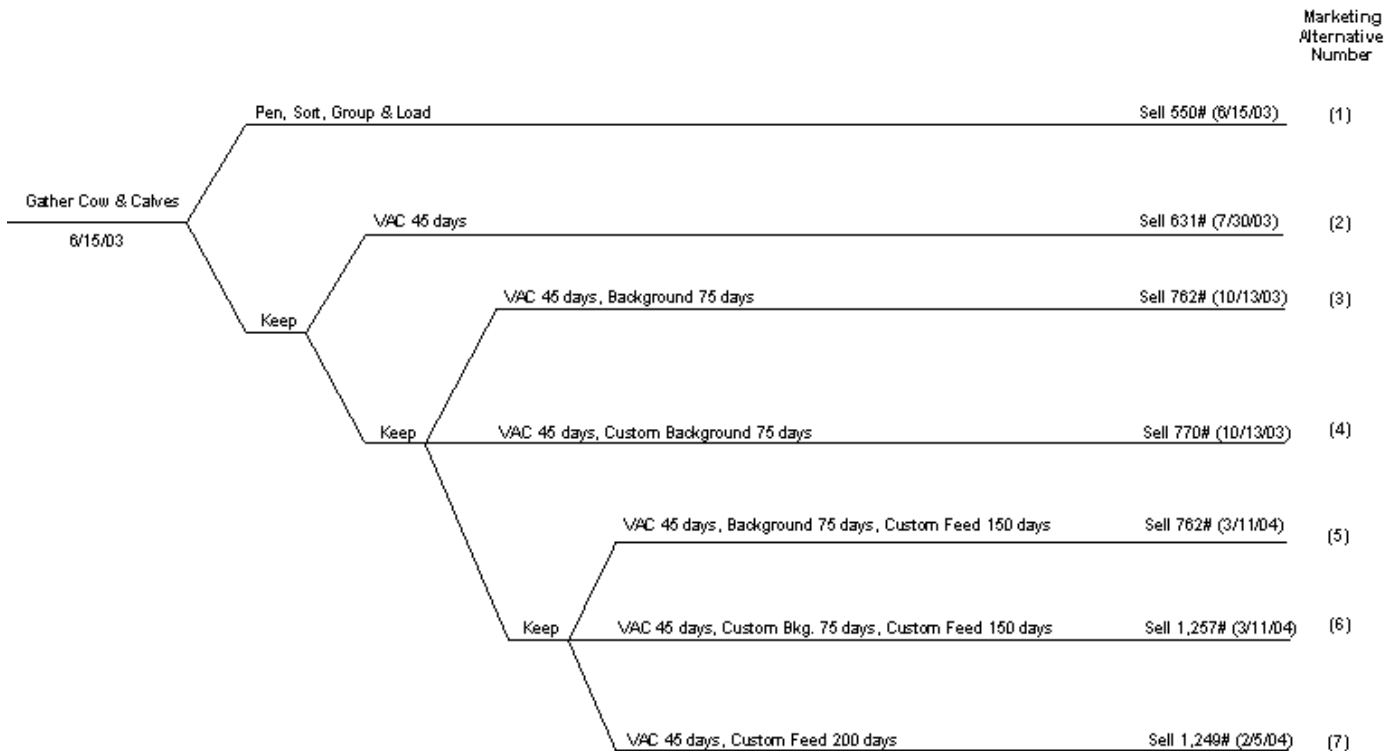 Marketing
Alternative
Number
Pen, Sort, Group & Load Sell 550# (6/15/03) (1)
Gather Cow & Calves
6/15/03
VAC 45 days Sell 631# (7/30/03) (2)
Keep
VAC 45 days, Background 75 days Sell 762# (10/13/03) (3)
Keep
VAC 45 days, Custom Background 75 days Sell 770# (10/13/03) (4)
VAC 45 days, Background 75 days, Custom Feed 150 days Sell 762# (3/11/04) (5)
Keep
VAC 45 days, Custom Bkg. 75 days, Custom Feed 150 days Sell 1,257# (3/11/04) (6)
VAC 45 days, Custom Feed 200 days Sell 1,249# (2/5/04) (7)